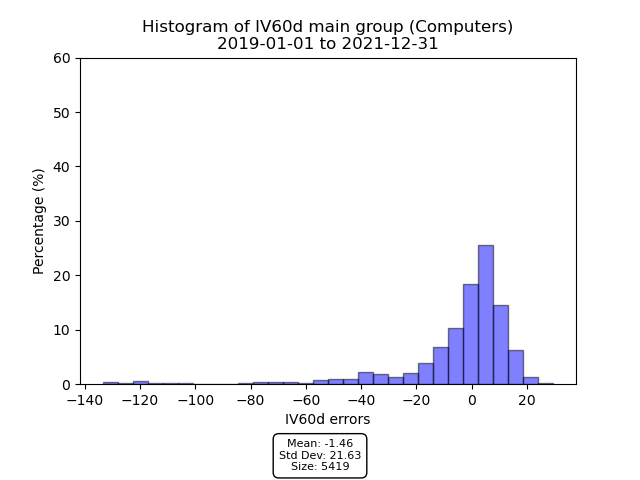 Histogram of IV60d main group (Computers)
2019-01-01 to 2021-12-31
60
50
40
30
20
10
0
Percentage (%)
−140 −120 −100 −80 −60 −40 −20 0 20
IV60d errors
Mean: -1.46
Std Dev: 21.63
Size: 5419